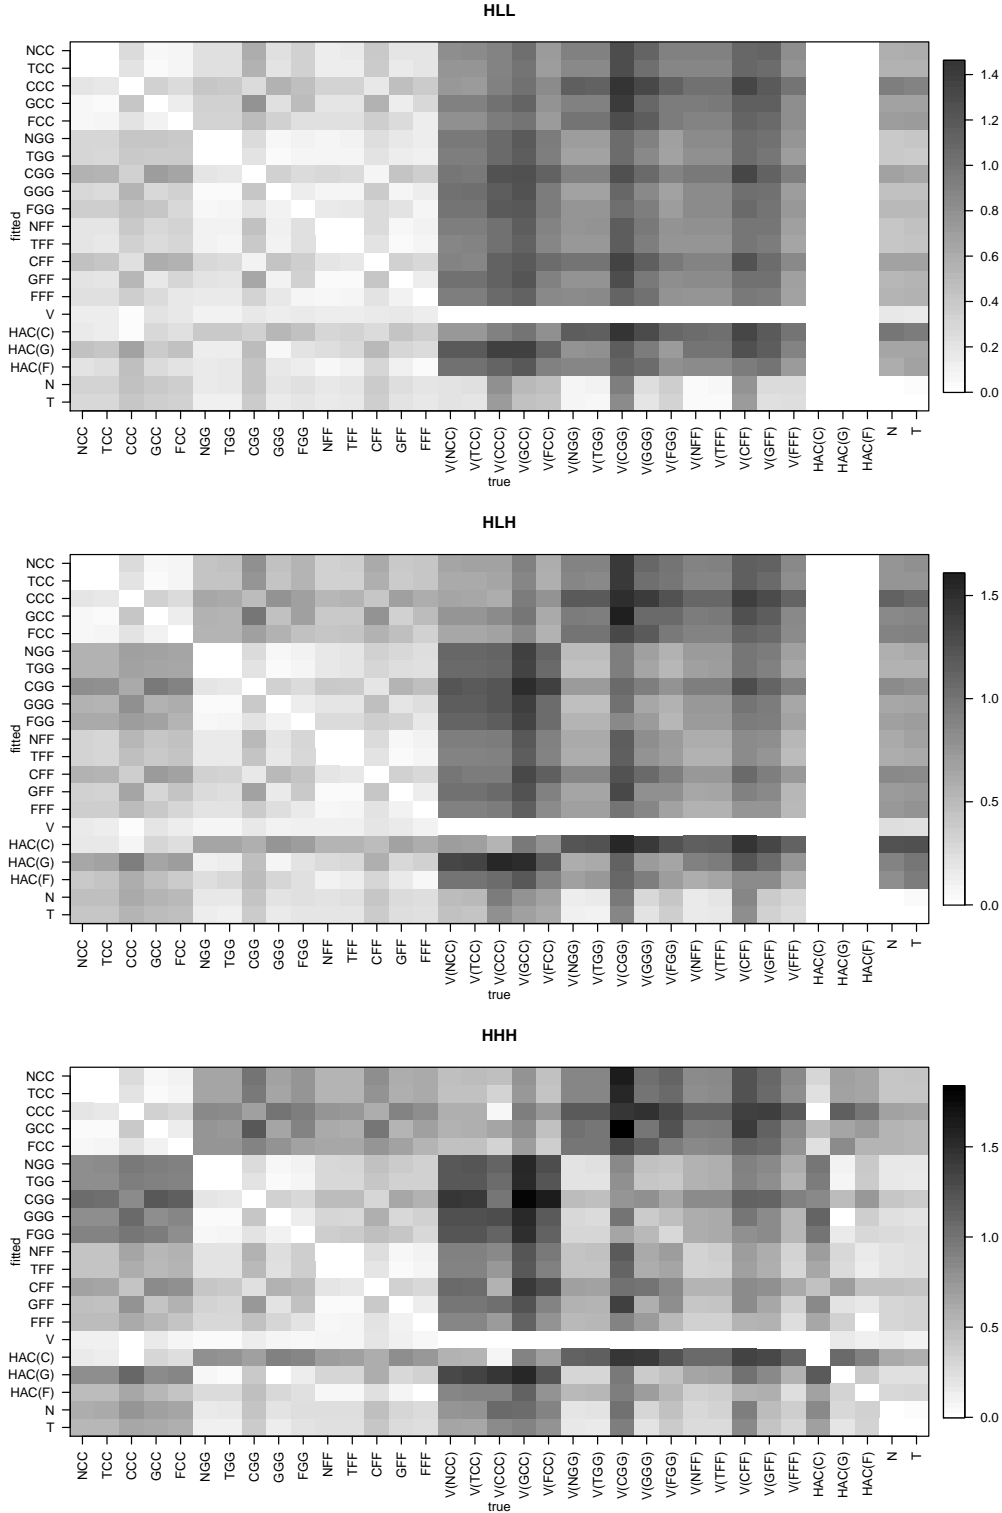 HLL
NCC
TCC
CCC
GCC
FCC
NGG
TGG
CGG
GGG
FGG
NFF
TFF
CFF
GFF
FFF
V
HAC(C)
HAC(G)
HAC(F)
N
T
fitted
NCC TCC CCC GCC FCC NGG TGG CGG GGG FGG NFF TFF CFF GFF FFF V(NCC) V(TCC) V(CCC) V(GCC) V(FCC) V(NGG) V(TGG) V(CGG) V(GGG) V(FGG) V(NFF) V(TFF) V(CFF) V(GFF) V(FFF) HAC(C) HAC(G) HAC(F) N T
true
1.4
1.2
1.0
0.8
0.6
0.4
0.2
0.0
HLH
NCC
TCC
CCC
GCC
FCC
NGG
TGG
CGG
GGG
FGG
NFF
TFF
CFF
GFF
FFF
V
HAC(C)
HAC(G)
HAC(F)
N
T
fitted
NCC TCC CCC GCC FCC NGG TGG CGG GGG FGG NFF TFF CFF GFF FFF V(NCC) V(TCC) V(CCC) V(GCC) V(FCC) V(NGG) V(TGG) V(CGG) V(GGG) V(FGG) V(NFF) V(TFF) V(CFF) V(GFF) V(FFF) HAC(C) HAC(G) HAC(F) N T
true
1.5
1.0
0.5
0.0
HHH
NCC
TCC
CCC
GCC
FCC
NGG
TGG
CGG
GGG
FGG
NFF
TFF
CFF
GFF
FFF
V
HAC(C)
HAC(G)
HAC(F)
N
T
fitted
NCC TCC CCC GCC FCC NGG TGG CGG GGG FGG NFF TFF CFF GFF FFF V(NCC) V(TCC) V(CCC) V(GCC) V(FCC) V(NGG) V(TGG) V(CGG) V(GGG) V(FGG) V(NFF) V(TFF) V(CFF) V(GFF) V(FFF) HAC(C) HAC(G) HAC(F) N T
true
1.5
1.0
0.5
0.0